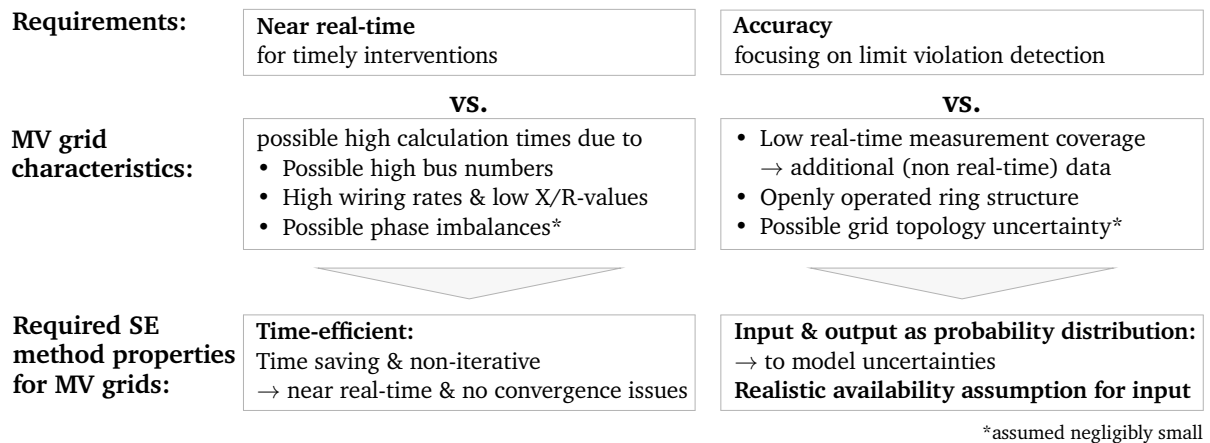 Requirements:
Near real-time
for timely interventions
Accuracy
focusing on limit violation detection
vs.
vs.
MV grid
characteristics:
possible high calculation times due to
• Possible high bus numbers
• High wiring rates & low X/R-values
• Possible phase imbalances*
• Low real-time measurement coverage
→ additional (non real-time) data
• Openly operated ring structure
• Possible grid topology uncertainty*
Required SE
method properties
for MV grids:
Time-efficient:
Time saving & non-iterative
→ near real-time & no convergence issues
Input & output as probability distribution:
→ to model uncertainties
Realistic availability assumption for input
*assumed negligibly small